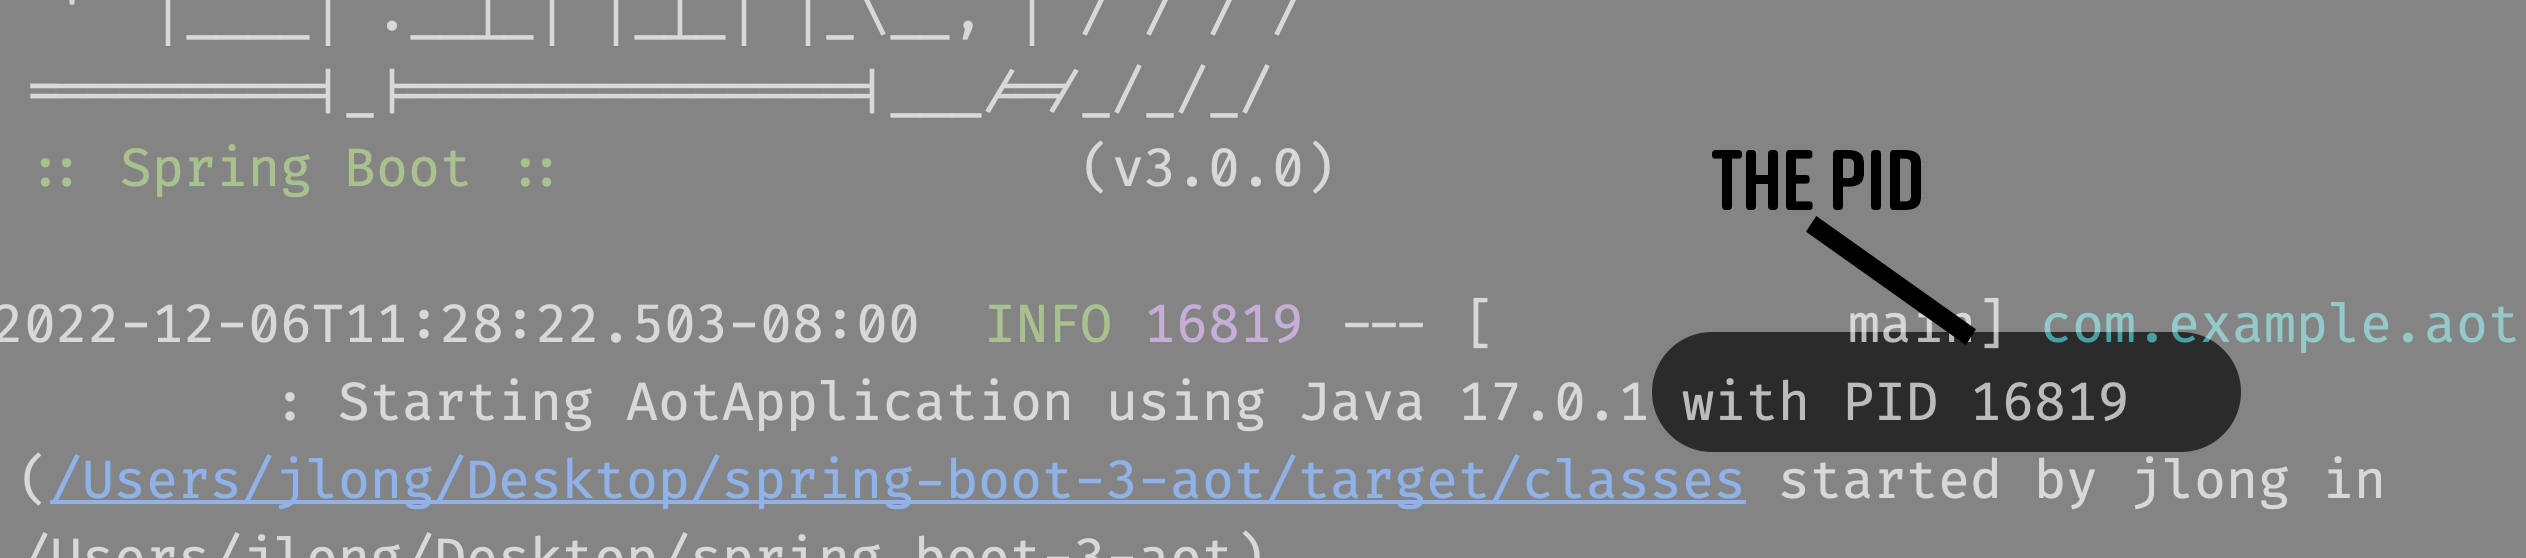 :: Spring Boot :: (v3.0.0)
THE PID
2022-12-06T11:28:22.503-08:00  INFO 16819 --- [           main] com.example.aot
: Starting AotApplication using Java 17.0.1 with PID 16819
(/Users/jlong/Desktop/spring-boot-3-aot/target/classes started by jlong in
/Users/jlong/Desktop/spring-boot-3-aot)